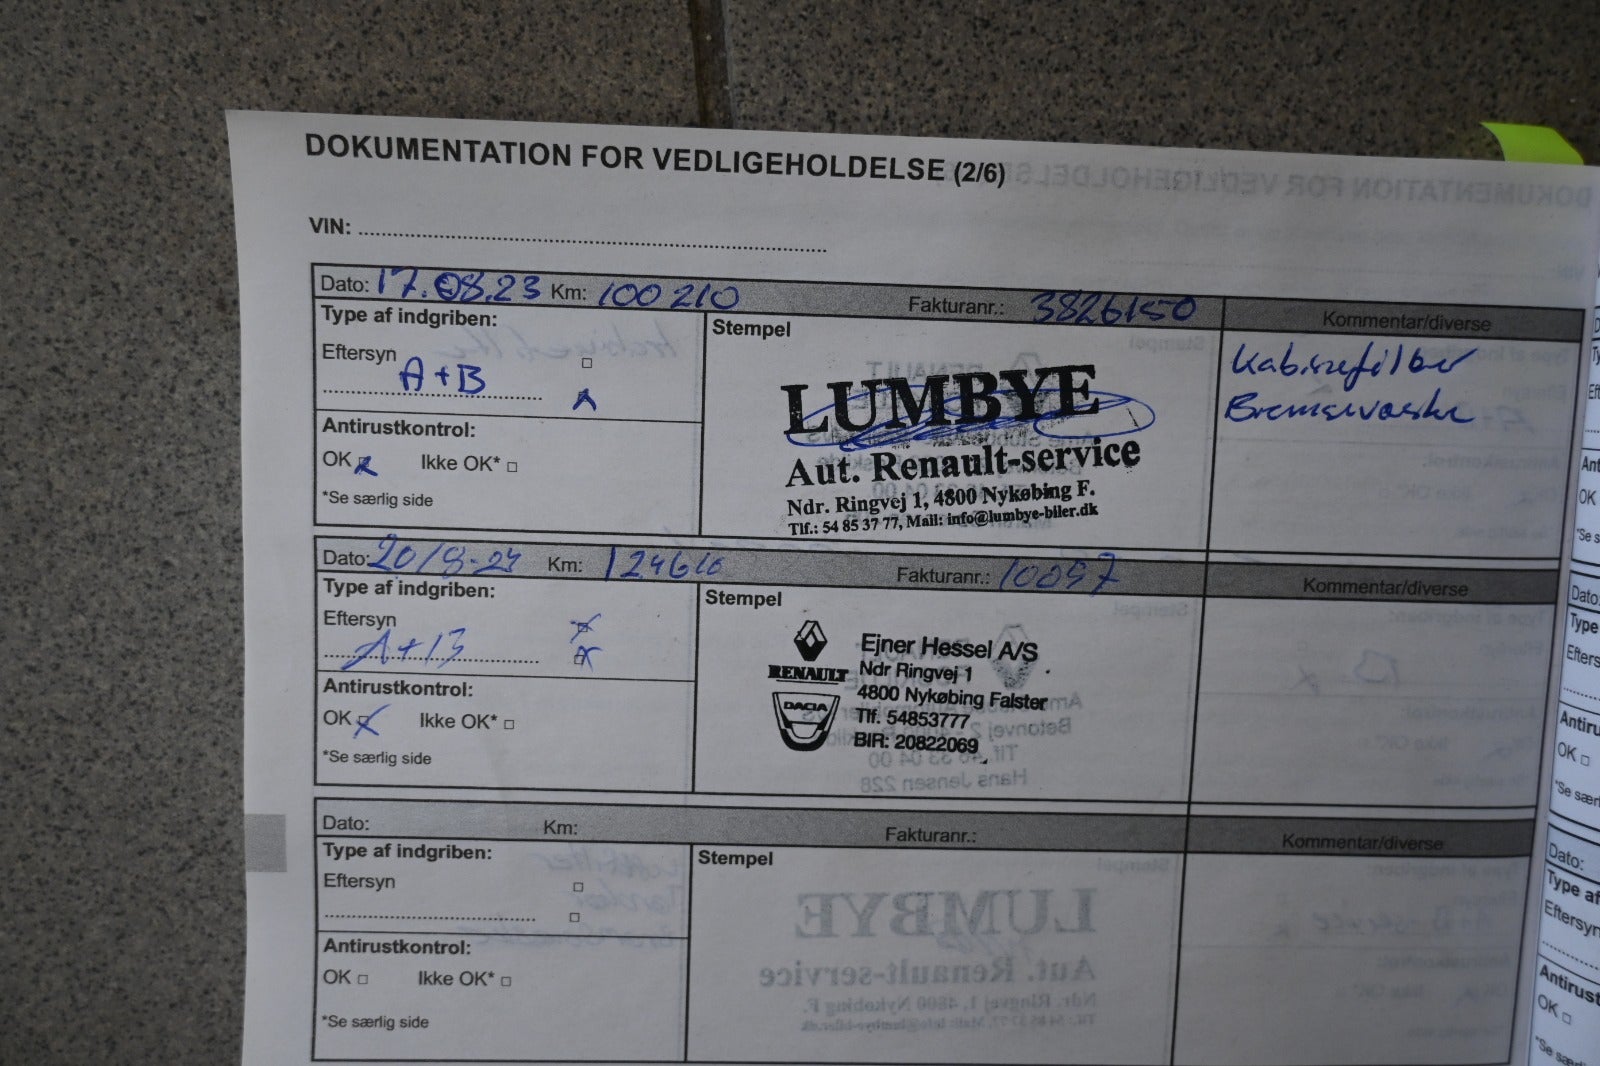 DOKUMENTATION FOR VEDLIGEHOLDELSE (2/6)
VIN:
Dato: 17.08.23 Km: 100210 Fakturanr.: 3826150 Kommentar/diverse
Type af indgriben:
Eftersyn
A+B
Antirustkontrol:
OK Ikke OK*
*Se særlig side
Stempel
LUMBYE
Aut. Renault-service
Ndr. Ringvej 1, 4800 Nykøbing F.
Tlf.: 54 85 37 77, Mail: info@lumbye-biler.dk
Kabinefilter
Bremsevæske
Dato: 20/8-24 Km: 124610 Fakturanr.: 10057 Kommentar/diverse
Type af indgriben:
Eftersyn
A+B
Antirustkontrol:
OK Ikke OK*
*Se særlig side
Stempel
RENAULT
DACIA
Ejner Hessel A/S
Ndr Ringvej 1
4800 Nykøbing Falster
Tlf. 54853777
BIR: 20822069
Dato: Km: Fakturanr.: Kommentar/diverse
Type af indgriben:
Eftersyn
Antirustkontrol:
OK Ikke OK*
*Se særlig side
Stempel